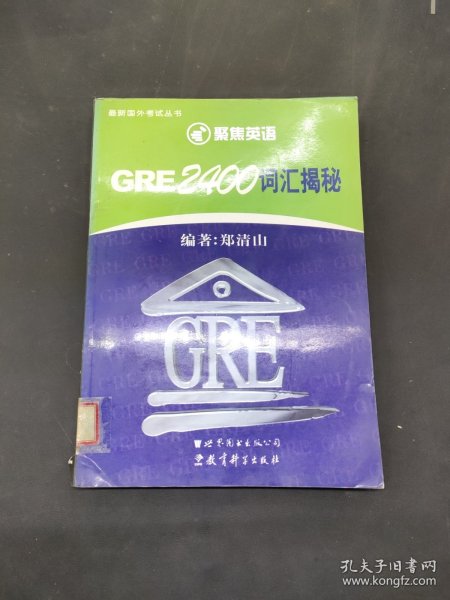 最新国外考试丛书
聚焦英语
GRE 2400 词汇揭秘
编著:郑清山
GRE
世界图书出版公司
教育科学出版社
孔夫子旧书网
www.kongfz.com